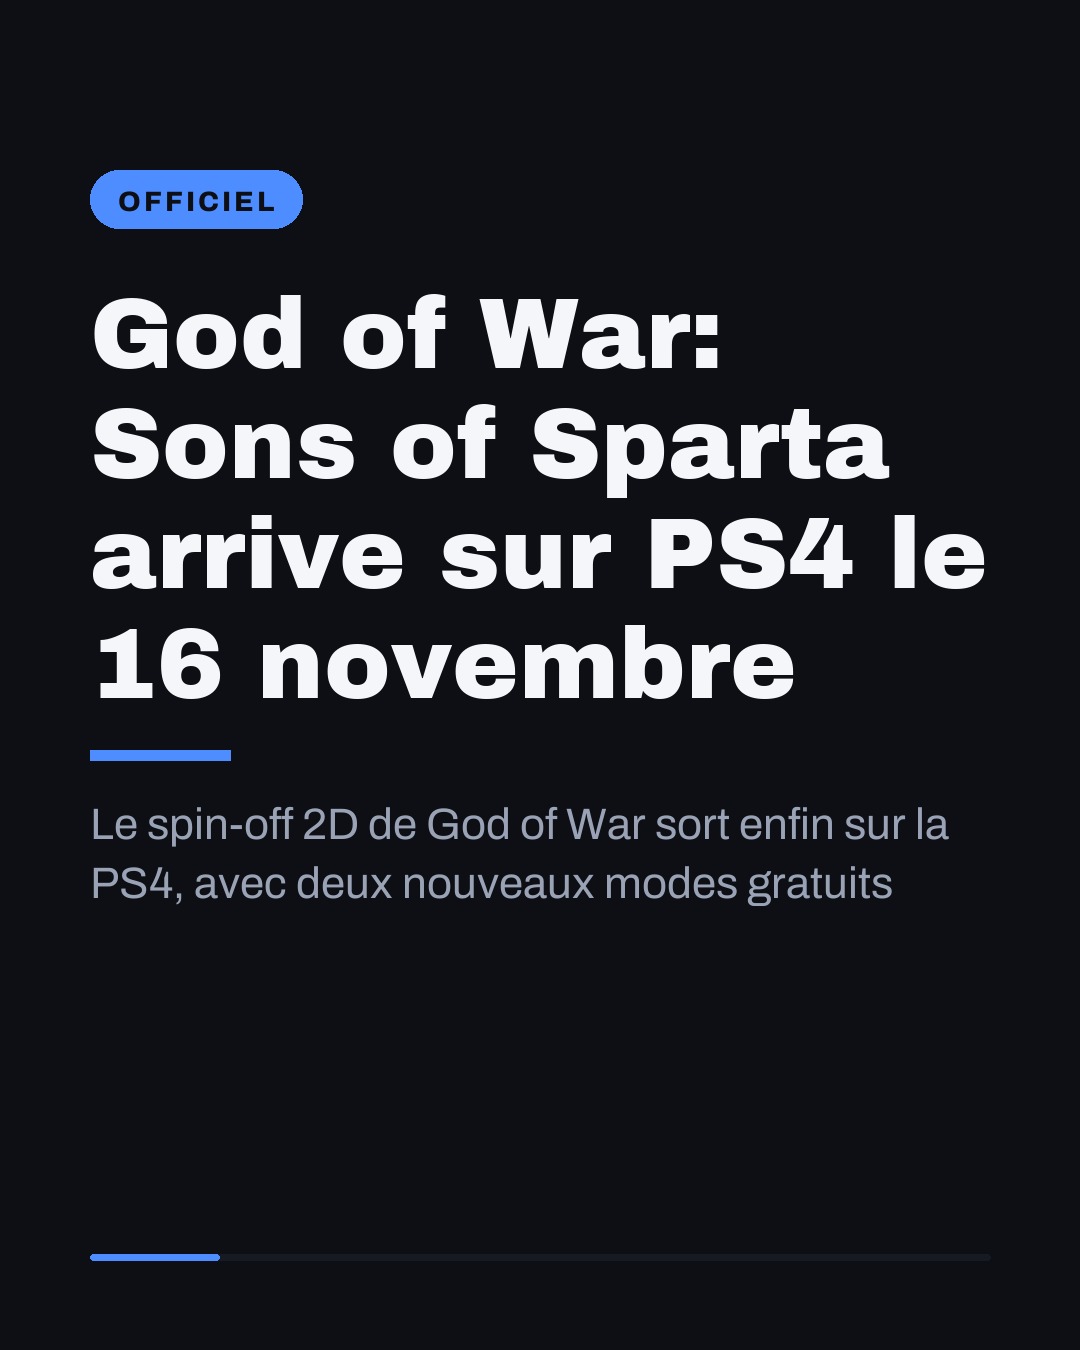 OFFICIEL
God of War:
Sons of Sparta
arrive sur PS4 le
16 novembre
Le spin-off 2D de God of War sort enfin sur la
PS4, avec deux nouveaux modes gratuits